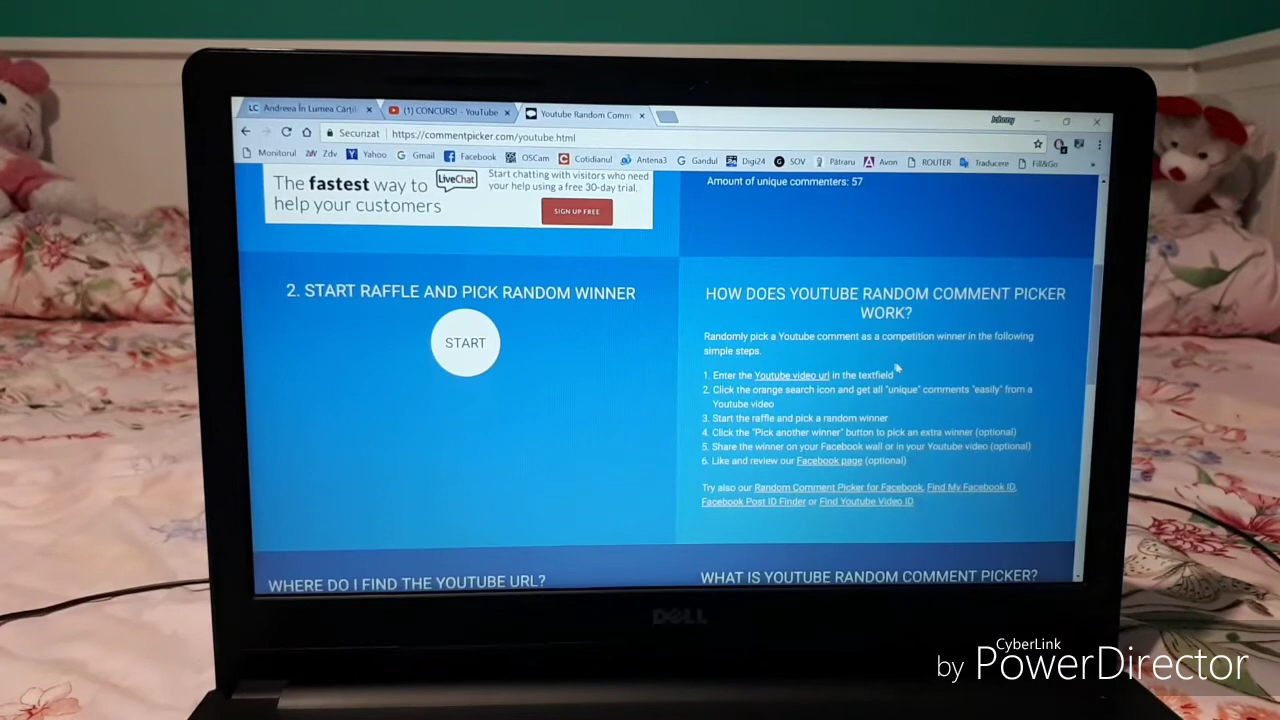 LC Andreea În Lumea Cărțil
(1) CONCURS! - YouTube
Youtube Random Comm
Johnny
Securizat
https://commentpicker.com/youtube.html
Monitorul
Zdv
Yahoo
Gmail
Facebook
OSCam
Cotidianul
Antena3
Gandul
Digi24
SOV
Pătraru
Avon
ROUTER
Traducere
Fill&Go
The fastest way to
help your customers
LiveChat
Start chatting with visitors who need
your help using a free 30-day trial.
SIGN UP FREE
Amount of unique commenters: 57
2. START RAFFLE AND PICK RANDOM WINNER
START
HOW DOES YOUTUBE RANDOM COMMENT PICKER
WORK?
Randomly pick a Youtube comment as a competition winner in the following
simple steps.
1. Enter the Youtube video url in the textfield
2. Click the orange search icon and get all "unique" comments "easily" from a
Youtube video
3. Start the raffle and pick a random winner
4. Click the "Pick another winner" button to pick an extra winner (optional)
5. Share the winner on your Facebook wall or in your Youtube video (optional)
6. Like and review our Facebook page (optional)
Try also our Random Comment Picker for Facebook, Find My Facebook ID,
Facebook Post ID Finder or Find Youtube Video ID
WHERE DO I FIND THE YOUTUBE URL?
WHAT IS YOUTUBE RANDOM COMMENT PICKER?
DELL
CyberLink
by PowerDirector